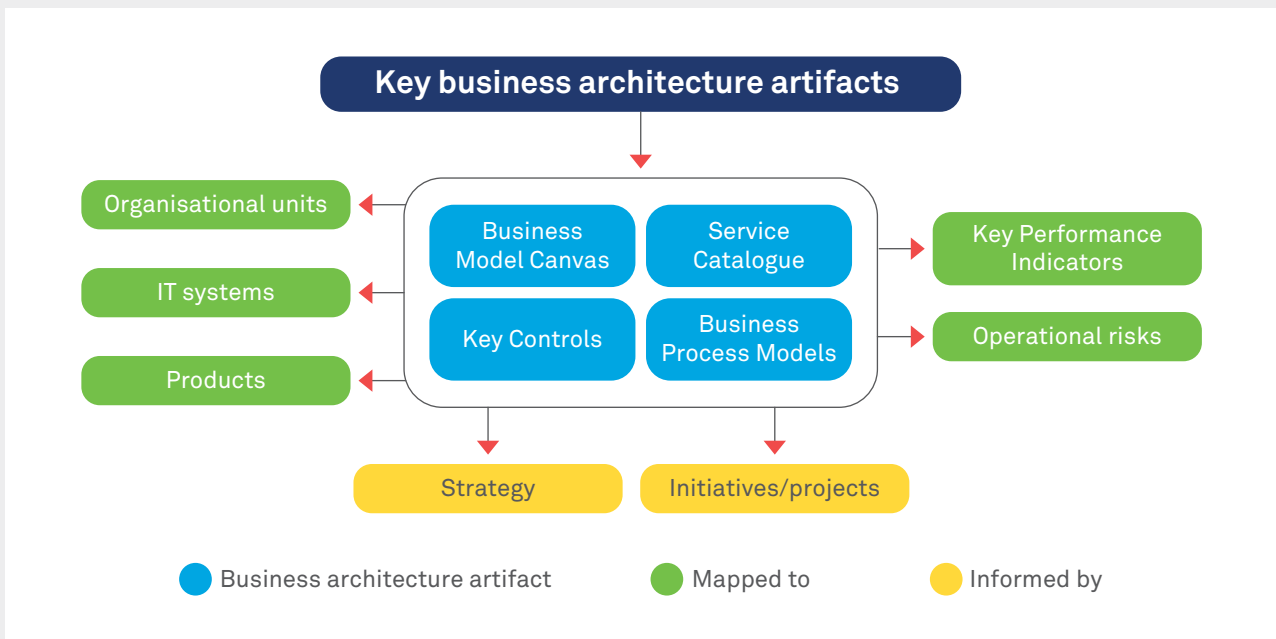 Key business architecture artifacts
Organisational units
IT systems
Products
Business
Model Canvas
Service
Catalogue
Key Controls
Business
Process Models
Key Performance
Indicators
Operational risks
Strategy
Initiatives/projects
Business architecture artifact
Mapped to
Informed by